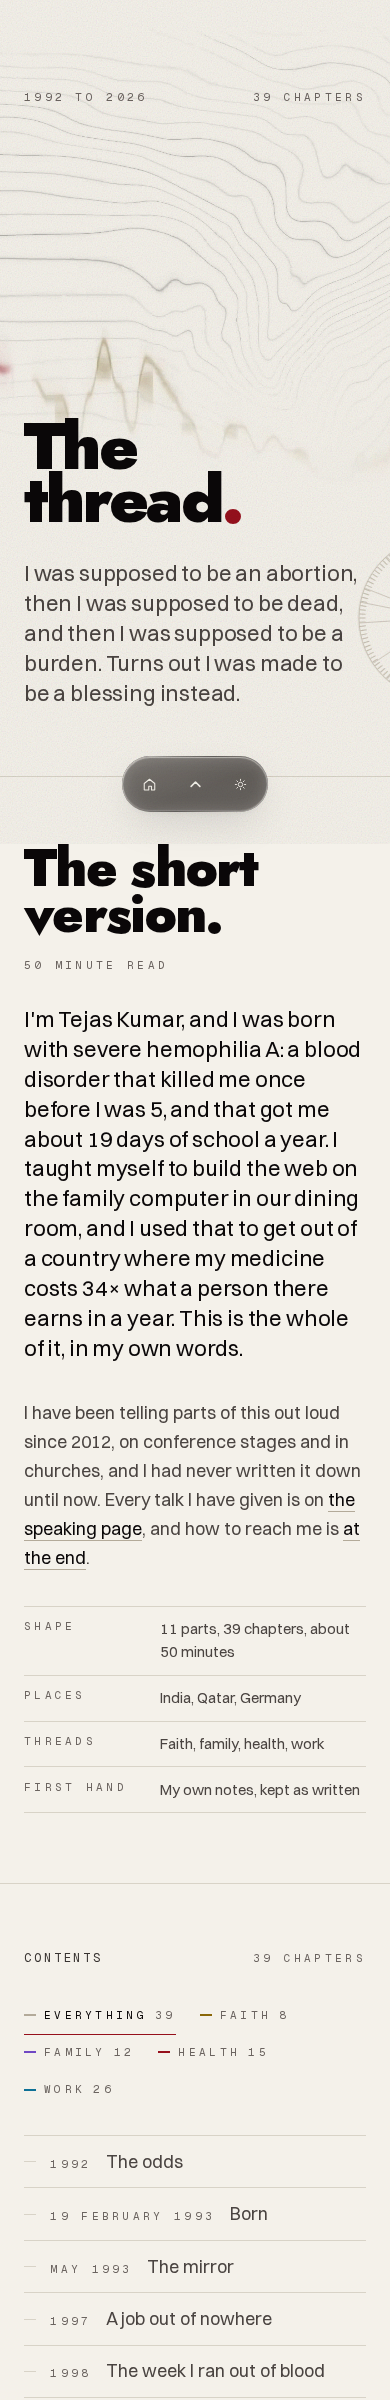 1992 TO 2026
39 CHAPTERS
The
thread.
I was supposed to be an abortion,
then I was supposed to be dead,
and then I was supposed to be a
burden. Turns out I was made to
be a blessing instead.
The short
version.
50 MINUTE READ
I'm Tejas Kumar, and I was born
with severe hemophilia A: a blood
disorder that killed me once
before I was 5, and that got me
about 19 days of school a year. I
taught myself to build the web on
the family computer in our dining
room, and I used that to get out of
a country where my medicine
costs 34× what a person there
earns in a year. This is the whole
of it, in my own words.
I have been telling parts of this out loud
since 2012, on conference stages and in
churches, and I had never written it down
until now. Every talk I have given is on the
speaking page, and how to reach me is at
the end.
SHAPE
11 parts, 39 chapters, about
50 minutes
PLACES
India, Qatar, Germany
THREADS
Faith, family, health, work
FIRST HAND
My own notes, kept as written
CONTENTS
39 CHAPTERS
EVERYTHING 39
FAITH 8
FAMILY 12
HEALTH 15
WORK 26
1992 The odds
19 FEBRUARY 1993 Born
MAY 1993 The mirror
1997 A job out of nowhere
1998 The week I ran out of blood